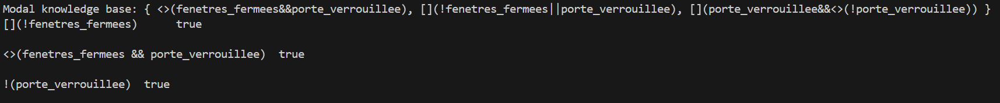 Modal knowledge base: { <>(fenetres_fermees&&porte_verrouillee), [](!fenetres_fermees||porte_verrouillee), [](porte_verrouillee&&<>(!porte_verrouillee)) }
[](!fenetres_fermees)      true
<>(fenetres_fermees && porte_verrouillee)  true
!(porte_verrouillee)  true